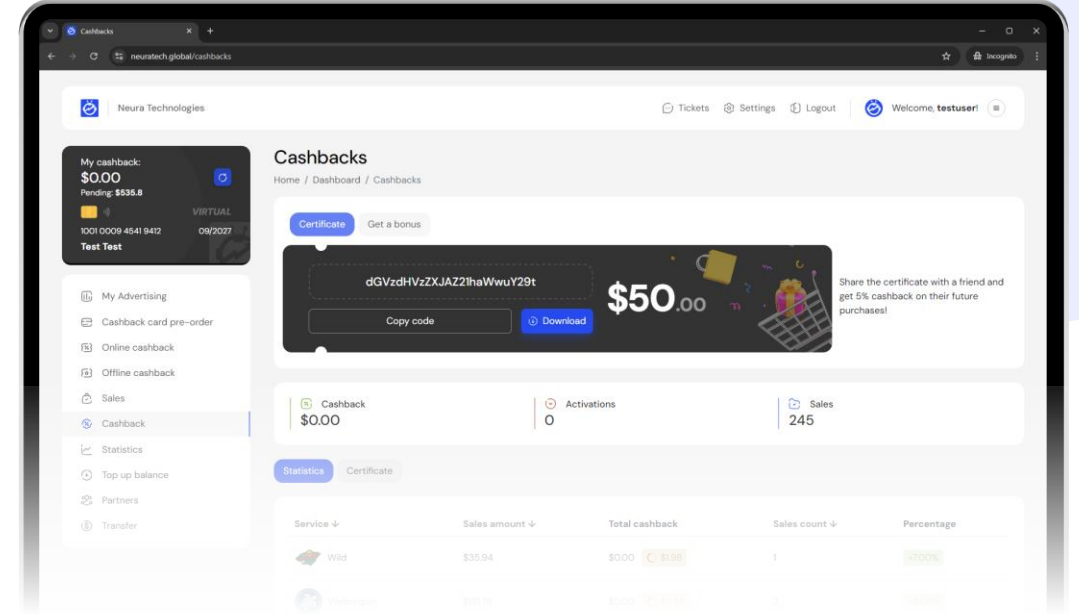 Cashbacks
neuratech.global/cashbacks
Incognito
Neura Technologies
Tickets
Settings
Logout
Welcome, testuser!
My cashback:
$0.00
Pending: $535.8
VIRTUAL
1001 0009 4541 9412 09/2027
Test Test
My Advertising
Cashback card pre-order
Online cashback
Offline cashback
Sales
Cashback
Statistics
Top up balance
Partners
Transfer
Cashbacks
Home / Dashboard / Cashbacks
Certificate
Get a bonus
dGVzdHVzZXJAZ21haWwuY29t
Copy code
Download
$50.00
Share the certificate with a friend and
get 5% cashback on their future
purchases!
Cashback
$0.00
Activations
0
Sales
245
Statistics
Certificate
Service Sales amount Total cashback Sales count Percentage
Wild $35.94 $0.00 $1.98 1